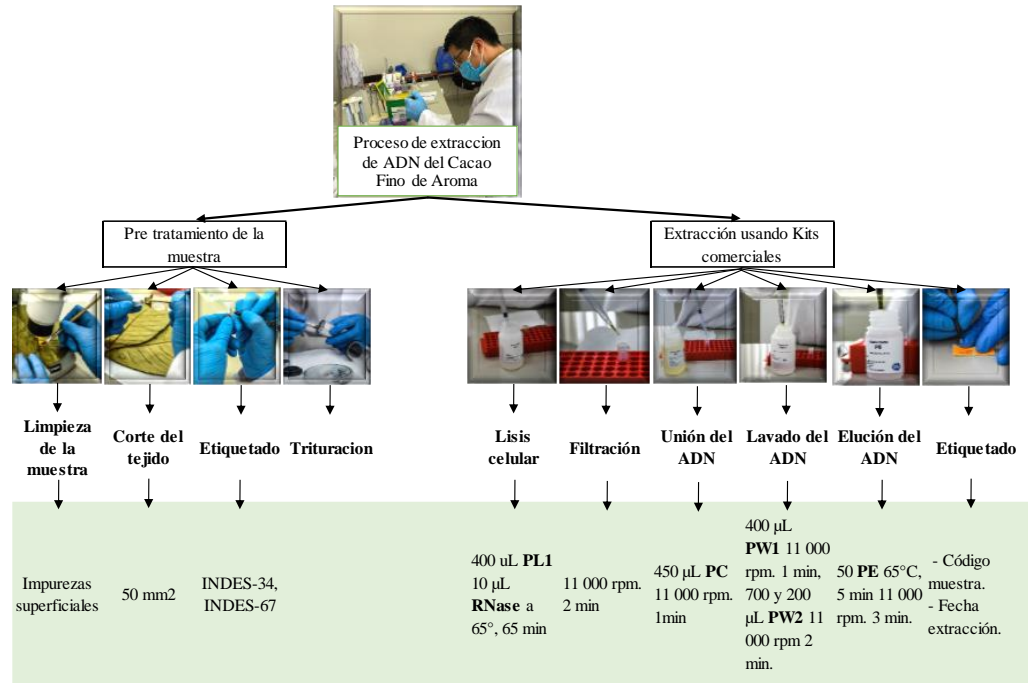 Proceso de extraccion
de ADN del Cacao
Fino de Aroma
Pre tratamiento de la
muestra
Extracción usando Kits
comerciales
Limpieza
de la
muestra
Corte del
tejido
Etiquetado
Trituracion
Lisis
celular
Filtración
Unión del
ADN
Lavado del
ADN
Elución del
ADN
Etiquetado
Impurezas
superficiales
50 mm2
INDES-34,
INDES-67
400 uL PL1
10 µL
RNase a
65°, 65 min
11 000 rpm.
2 min
450 µL PC
11 000 rpm.
1min
400 µL
PW1 11 000
rpm. 1 min,
700 y 200
µL PW2 11
000 rpm 2
min.
50 PE 65°C,
5 min 11 000
rpm. 3 min.
- Código
muestra.
- Fecha
extracción.
PE